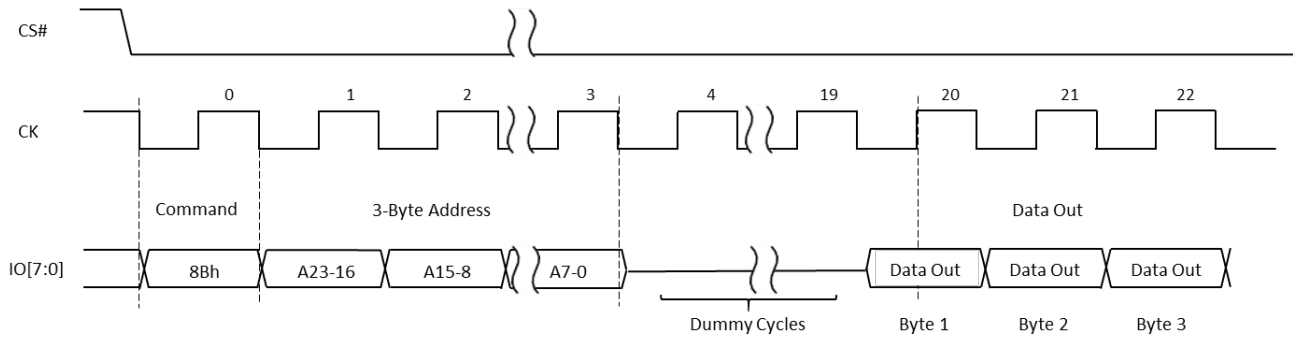 CS#
0 1 2 3 4 19 20 21 22
CK
Command 3-Byte Address Data Out
IO[7:0] 8Bh A23-16 A15-8 A7-0 Data Out Data Out Data Out
Dummy Cycles Byte 1 Byte 2 Byte 3